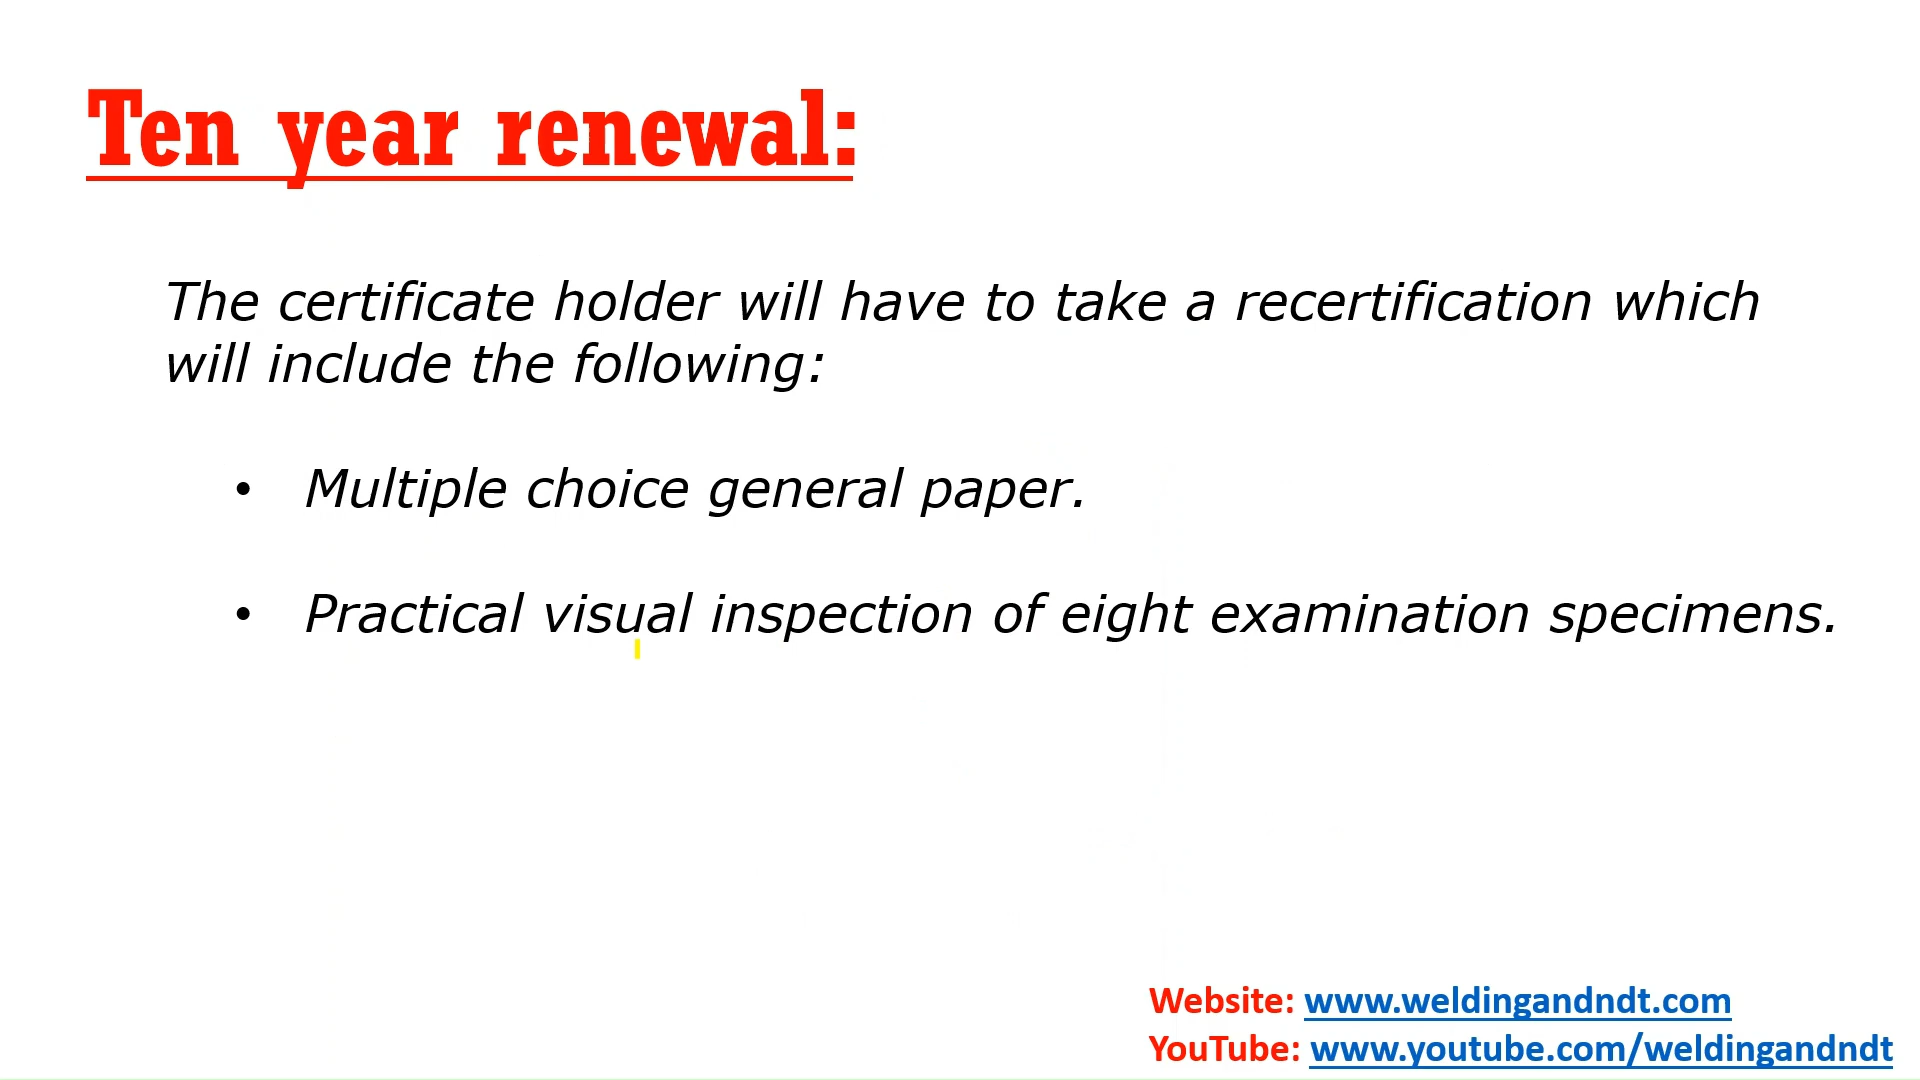 Ten year renewal:
The certificate holder will have to take a recertification which
will include the following:
• Multiple choice general paper.
• Practical visual inspection of eight examination specimens.
Website: www.weldingandndt.com
YouTube: www.youtube.com/weldingandndt